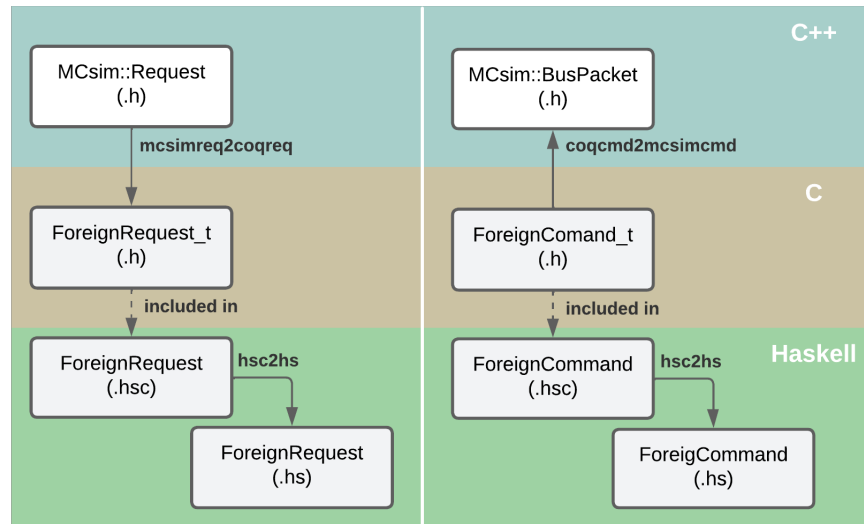 C++
MCsim::Request
(.h)
mcsimreq2coqreq
MCsim::BusPacket
(.h)
coqcmd2mcsimcmd
C
ForeignRequest_t
(.h)
included in
ForeignComand_t
(.h)
included in
Haskell
ForeignRequest
(.hsc)
hsc2hs
ForeignRequest
(.hs)
ForeignCommand
(.hsc)
hsc2hs
ForeigCommand
(.hs)